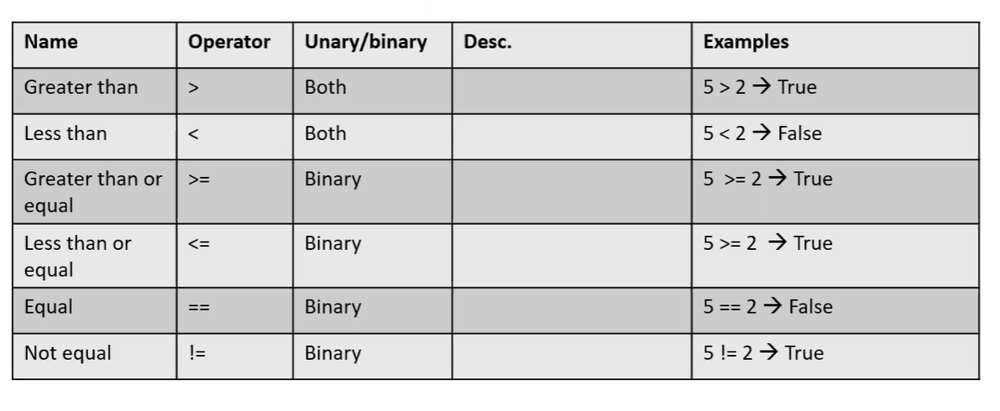 Name Operator Unary/binary Desc. Examples
Greater than > Both 5 > 2 → True
Less than < Both 5 < 2 → False
Greater than or >= Binary 5 >= 2 → True
equal
Less than or <= Binary 5 >= 2 → True
equal
Equal == Binary 5 == 2 → False
Not equal != Binary 5 != 2 → True